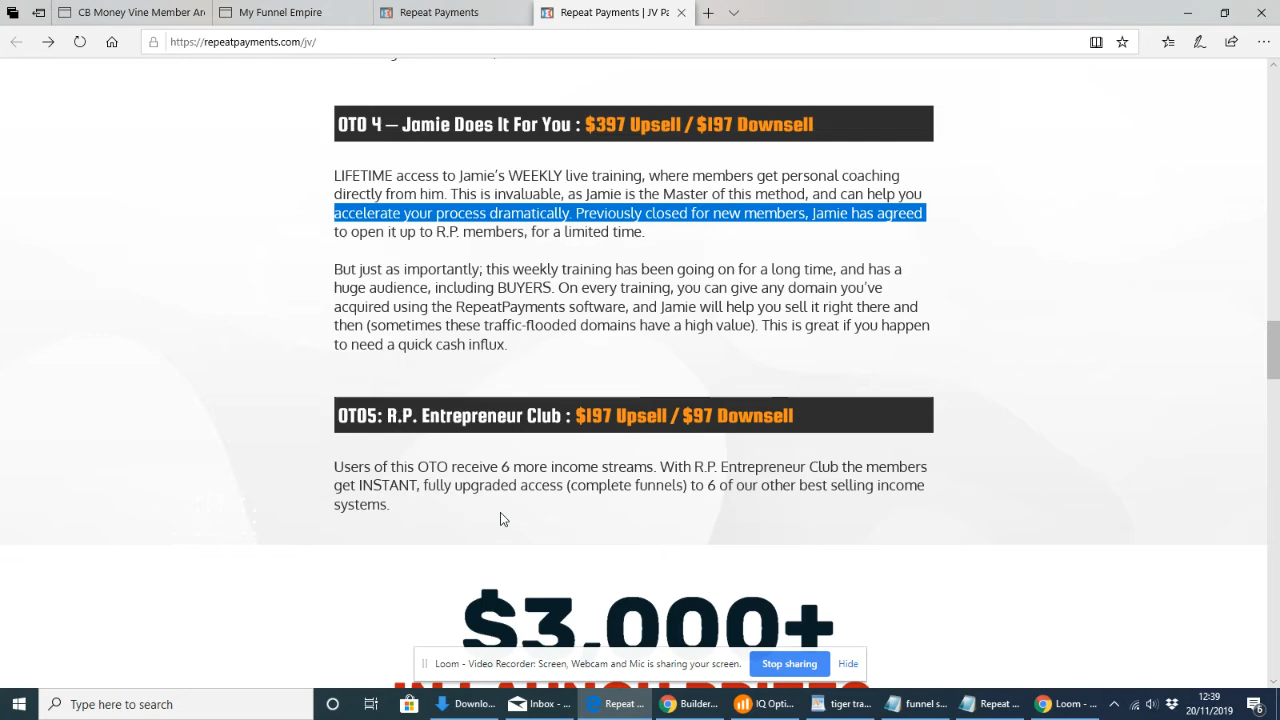 CB Money Vine Member Are
My Funnel Empire
Repeat Payments
Repeat Payments | JV Pa
https://repeatpayments.com/jv/
OTO 4 – Jamie Does It For You : $397 Upsell / $197 Downsell
LIFETIME access to Jamie's WEEKLY live training, where members get personal coaching
directly from him. This is invaluable, as Jamie is the Master of this method, and can help you
accelerate your process dramatically. Previously closed for new members, Jamie has agreed
to open it up to R.P. members, for a limited time.
But just as importantly; this weekly training has been going on for a long time, and has a
huge audience, including BUYERS. On every training, you can give any domain you've
acquired using the RepeatPayments software, and Jamie will help you sell it right there and
then (sometimes these traffic-flooded domains have a high value). This is great if you happen
to need a quick cash influx.
OTO5: R.P. Entrepreneur Club : $197 Upsell / $97 Downsell
Users of this OTO receive 6 more income streams. With R.P. Entrepreneur Club the members
get INSTANT, fully upgraded access (complete funnels) to 6 of our other best selling income
systems.
$3,000+
IN LAUNCH PRIZES
Loom - Video Recorder: Screen, Webcam and Mic is sharing your screen.
Stop sharing
Hide
Type here to search
Downlo...
Inbox - ...
Repeat ...
Builder...
IQ Opti...
tiger tra...
funnel s...
Repeat ...
Loom - ...
12:39
20/11/2019
6